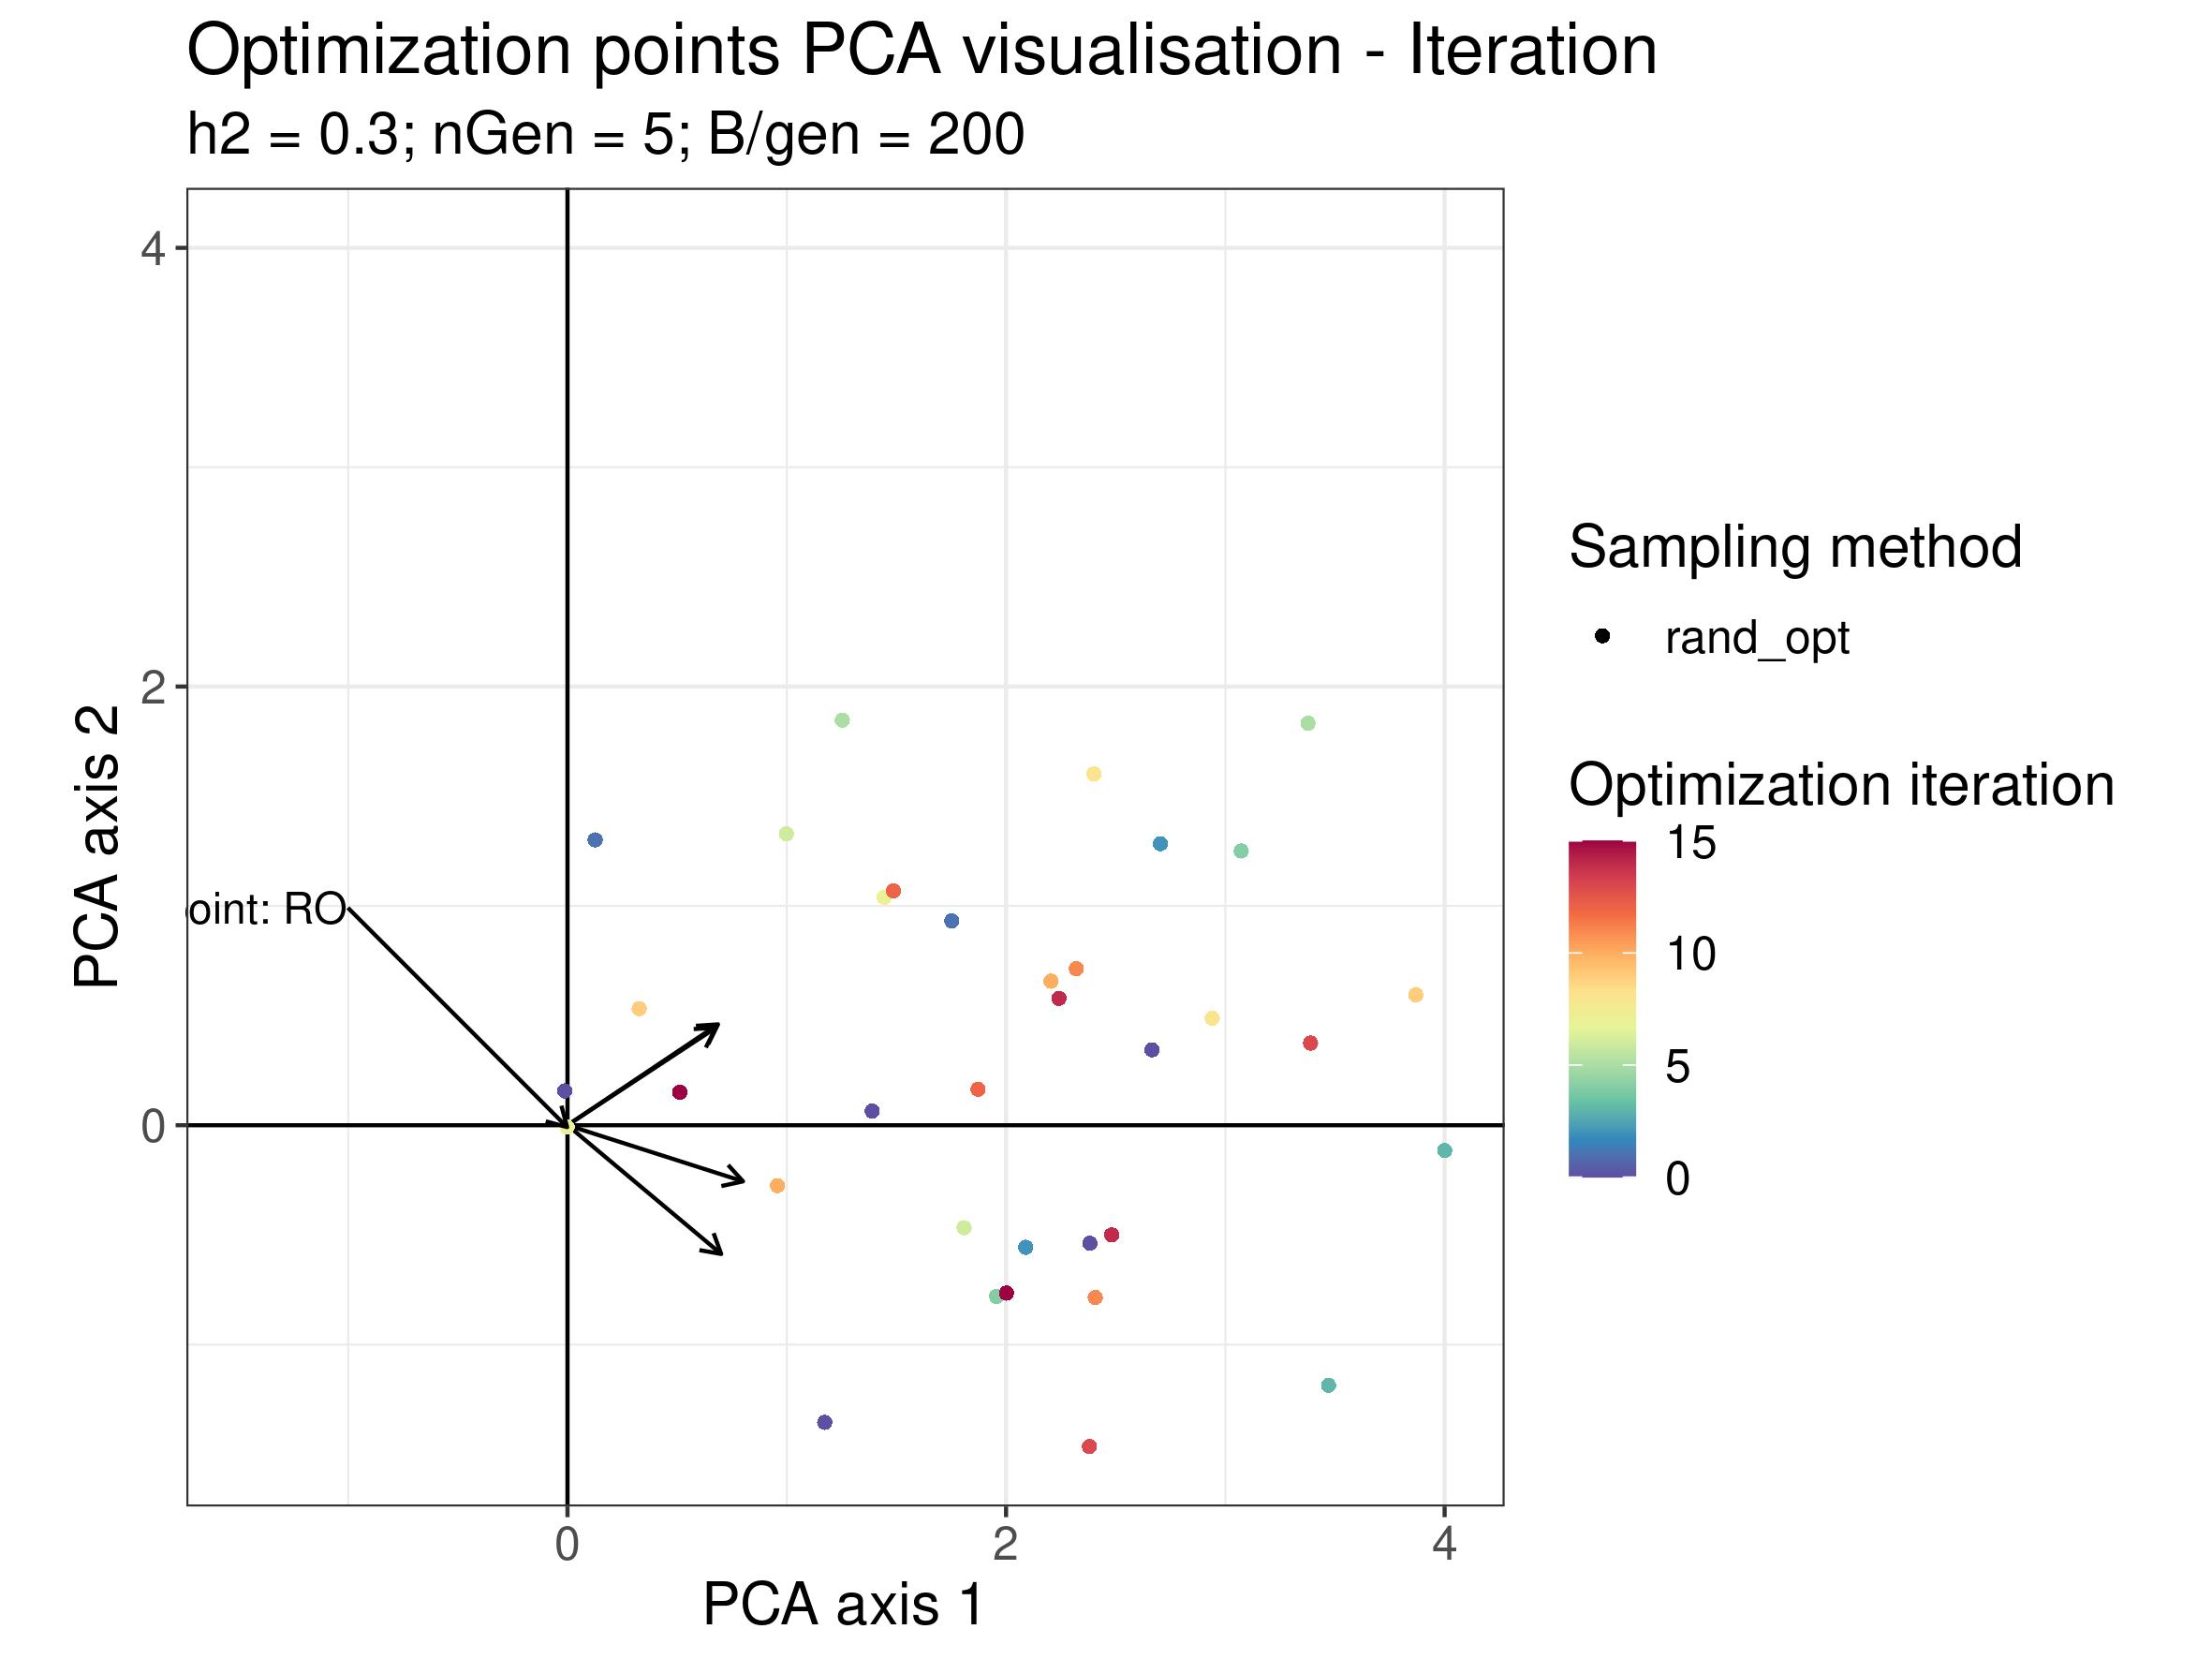 Optimization points PCA visualisation - Iteration
h2 = 0.3; nGen = 5; B/gen = 200
4
2
0
PCA axis 2
oint: RO
0
2
4
PCA axis 1
Sampling method
rand_opt
Optimization iteration
15
10
5
0